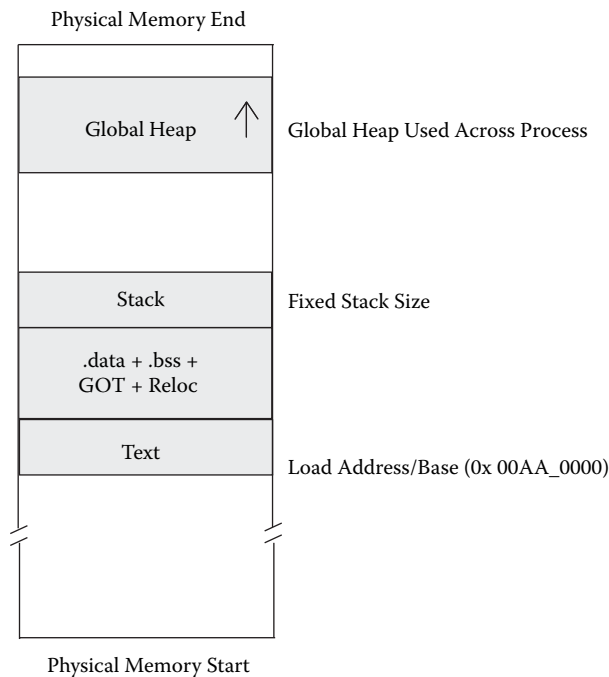 Physical Memory End
Global Heap
Global Heap Used Across Process
Stack
Fixed Stack Size
.data + .bss +
GOT + Reloc
Text
Load Address/Base (0x 00AA_0000)
Physical Memory Start